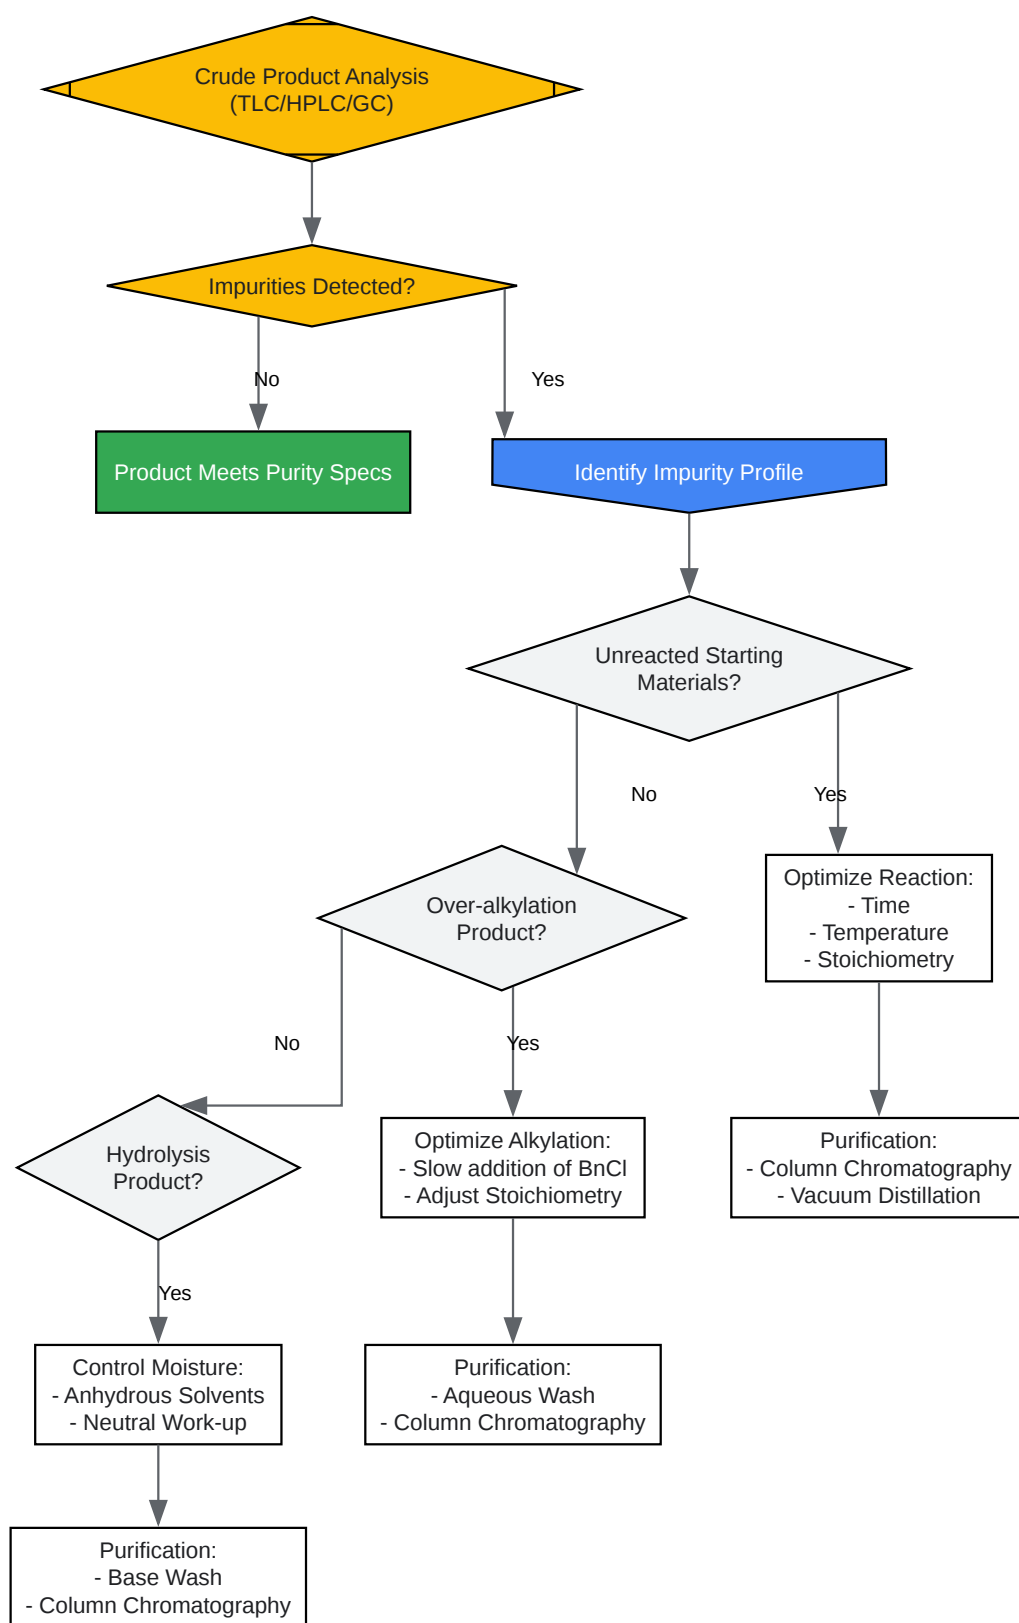 Crude Product Analysis
(TLC/HPLC/GC)
Impurities Detected?
No
Yes
Product Meets Purity Specs
Identify Impurity Profile
Unreacted Starting
Materials?
No
Yes
Over-alkylation
Product?
Optimize Reaction:
- Time
- Temperature
- Stoichiometry
No
Yes
Hydrolysis
Product?
Optimize Alkylation:
- Slow addition of BnCl
- Adjust Stoichiometry
Purification:
- Column Chromatography
- Vacuum Distillation
Yes
Control Moisture:
- Anhydrous Solvents
- Neutral Work-up
Purification:
- Aqueous Wash
- Column Chromatography
Purification:
- Base Wash
- Column Chromatography